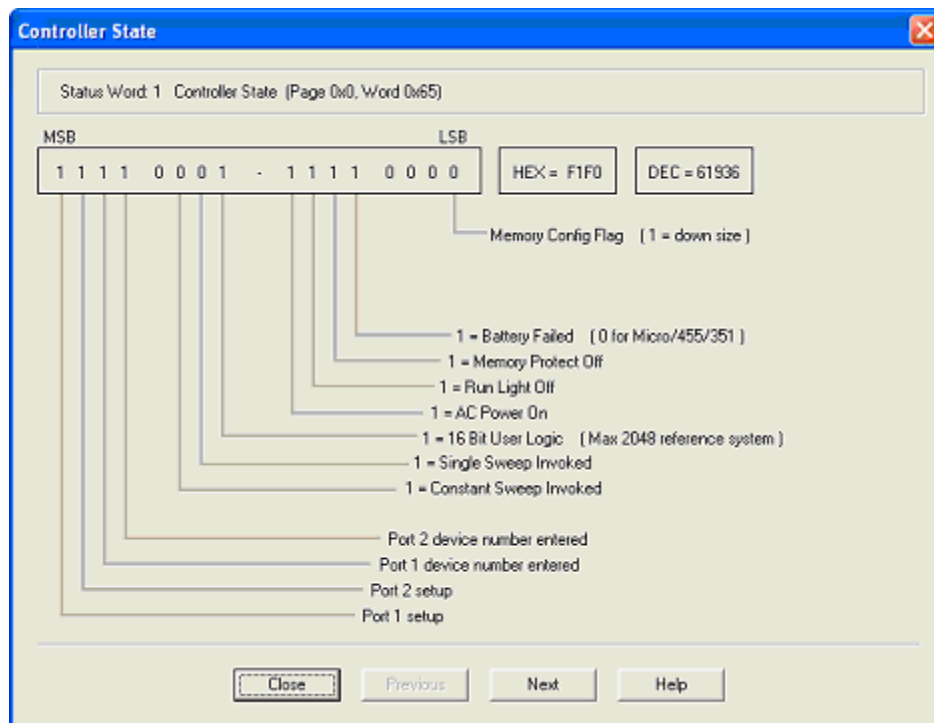 Controller State
Status Word: 1 Controller State (Page 0x0, Word 0x65)
MSB LSB
1 1 1 1 0 0 0 1 - 1 1 1 1 0 0 0 0 HEX = F1F0 DEC = 61936
Memory Config Flag ( 1 = down size )
1 = Battery Failed ( 0 for Micro/455/351 )
1 = Memory Protect Off
1 = Run Light Off
1 = AC Power On
1 = 16 Bit User Logic ( Max 2048 reference system )
1 = Single Sweep Invoked
1 = Constant Sweep Invoked
Port 2 device number entered
Port 1 device number entered
Port 2 setup
Port 1 setup
Close Previous Next Help